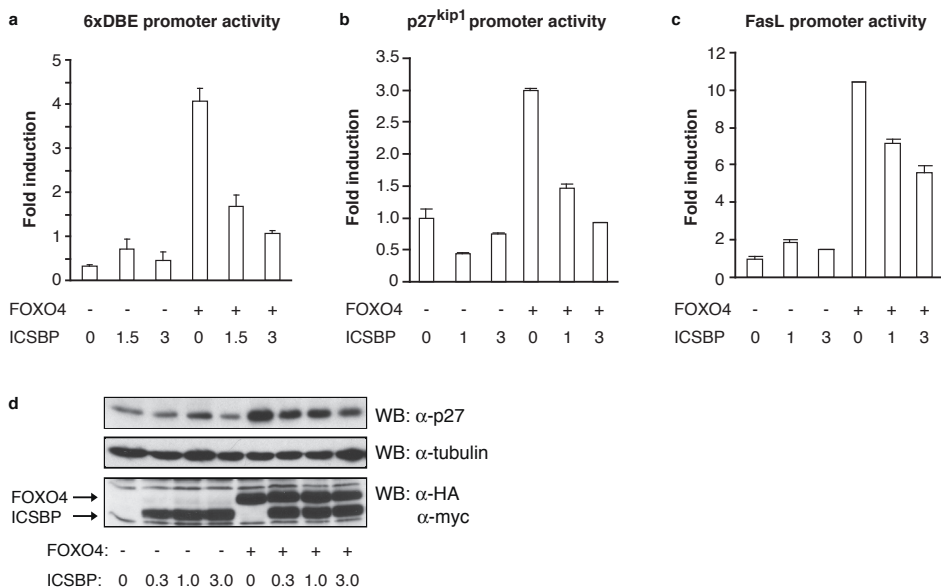 a
6xDBE promoter activity
Fold induction
5
4
3
2
1
0
FOXO4 - - - + + +
ICSBP 0 1.5 3 0 1.5 3
b
p27kip1 promoter activity
Fold induction
3.5
3.0
2.5
2.0
1.5
1.0
0.5
0
- - - + + +
0 1 3 0 1 3
c
FasL promoter activity
Fold induction
12
10
8
6
4
2
0
FOXO4 - - - + + +
ICSBP 0 1 3 0 1 3
d
WB: α-p27
WB: α-tubulin
FOXO4
ICSBP
WB: α-HA
α-myc
FOXO4: - - - - + + + +
ICSBP: 0 0.3 1.0 3.0 0 0.3 1.0 3.0